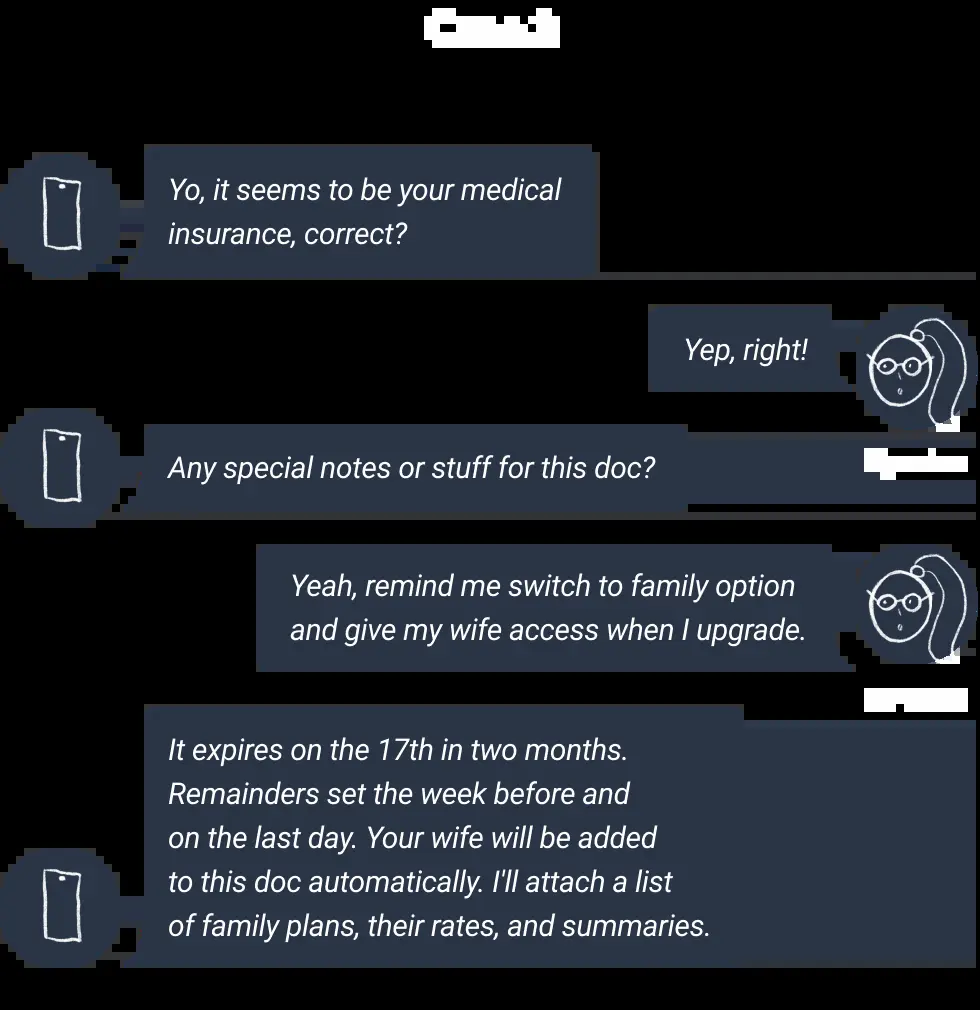 Yo, it seems to be your medical
insurance, correct?
Yep, right!
Any special notes or stuff for this doc?
Yeah, remind me switch to family option
and give my wife access when I upgrade.
It expires on the 17th in two months.
Remainders set the week before and
on the last day. Your wife will be added
to this doc automatically. I'll attach a list
of family plans, their rates, and summaries.